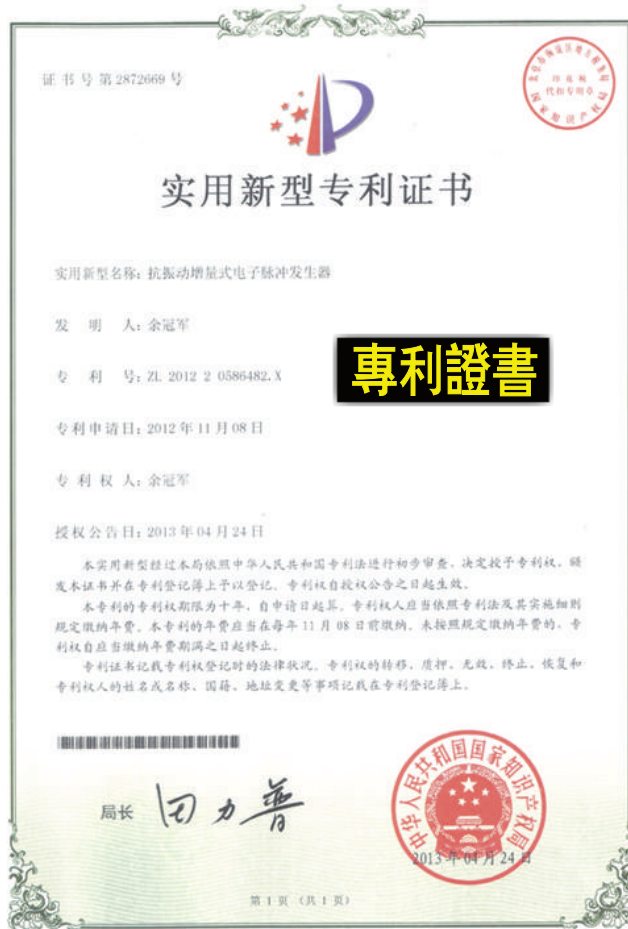 证书号第2872669号
印花税
代扣专用章
国家知识产权局
实用新型专利证书
实用新型名称：抗振动增量式电子脉冲发生器
发明人：余冠军
专利号：ZL 2012 2 0586482.X
專利證書
专利申请日：2012年11月08日
专利权人：余冠军
授权公告日：2013年04月24日
本实用新型经过本局依照中华人民共和国专利法进行初步审查，决定授予专利权，颁
发本证书并在专利登记簿上予以登记。专利权自授权公告之日起生效。
本专利的专利权期限为十年，自申请日起算。专利权人应当依照专利法及其实施细则
规定缴纳年费。本专利的年费应当在每年11月08日前缴纳。未按照规定缴纳年费的，专
利权自应当缴纳年费期满之日起终止。
专利证书记载专利权登记时的法律状况。专利权的转移、质押、无效、终止、恢复和
专利权人的姓名或名称、国籍、地址变更等事项记载在专利登记簿上。
局长 田力普
中华人民共和国国家知识产权局
2013年04月24日
第1页（共1页）